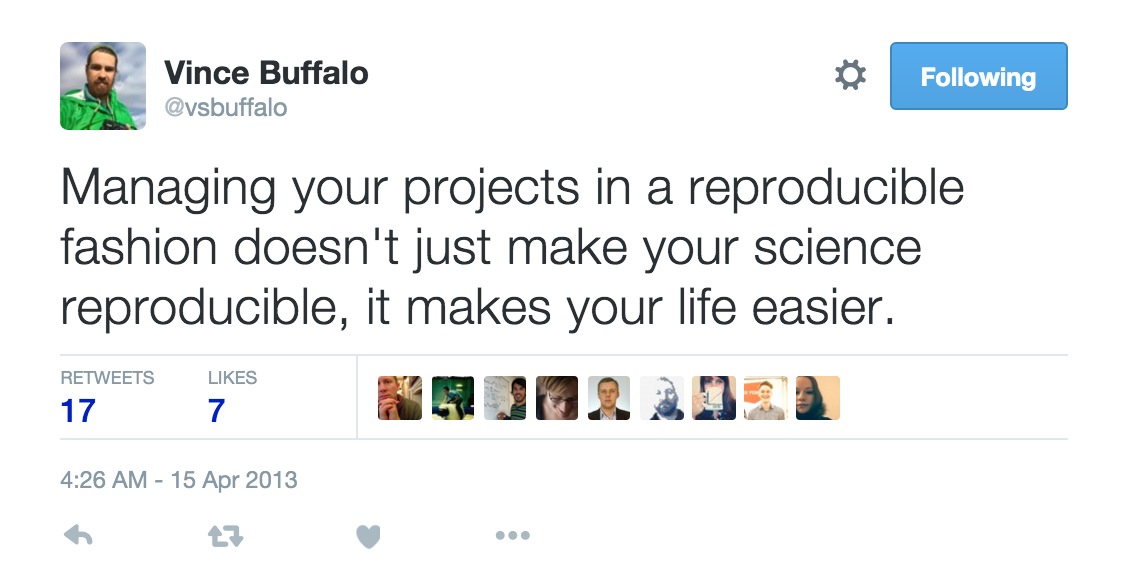 Vince Buffalo
@vsbuffalo
Following
Managing your projects in a reproducible
fashion doesn't just make your science
reproducible, it makes your life easier.
RETWEETS LIKES
17 7
4:26 AM - 15 Apr 2013